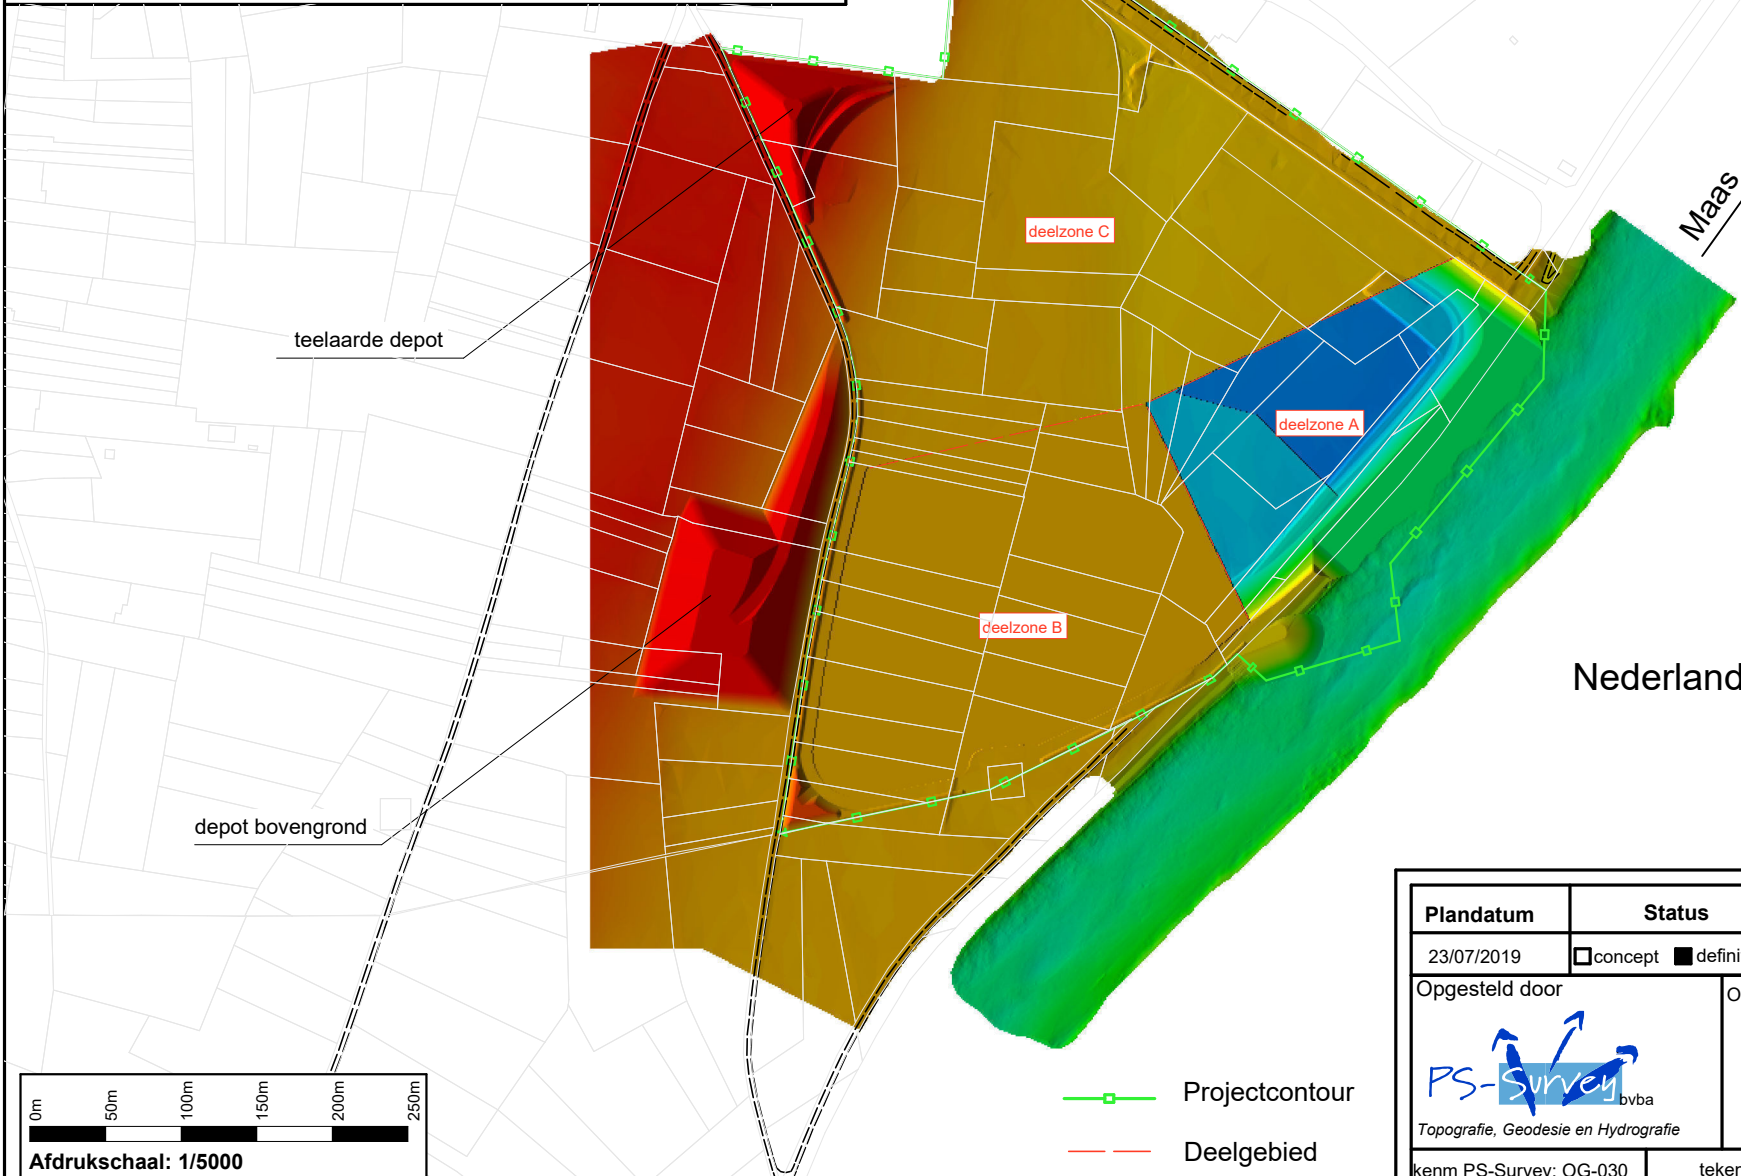 Maas
deelzone C
teelaarde depot
deelzone A
deelzone B
Nederland
depot bovengrond
Plandatum
Status
23/07/2019
concept
Opgesteld door
PS-Survey bvba
Topografie, Geodesie en Hydrografie
kenm PS-Survey: OG-030
0m 50m 100m 150m 200m 250m
Afdrukschaal: 1/5000
Projectcontour
Deelgebied